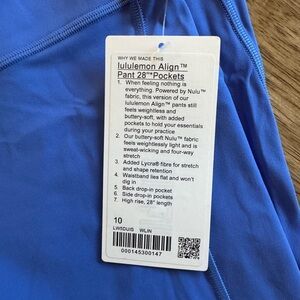 WHY WE MADE THIS
lululemon Align™
Pant 28"*Pockets
1. When feeling nothing is
everything. Powered by Nulu™
fabric, this version of our
lululemon Align™ pants still
feels weightless and
buttery-soft, with added
pockets to hold your essentials
during your practice
2. Our buttery-soft Nulu™ fabric
feels weightlessly light and is
sweat-wicking and four-way
stretch
3. Added Lycra® fibre for stretch
and shape retention
4. Waistband lies flat and won't
dig in
5. Back drop-in pocket
6. Side drop-in pockets
7. High rise, 28" length
10
LW5DUIS WLIN
000145300147